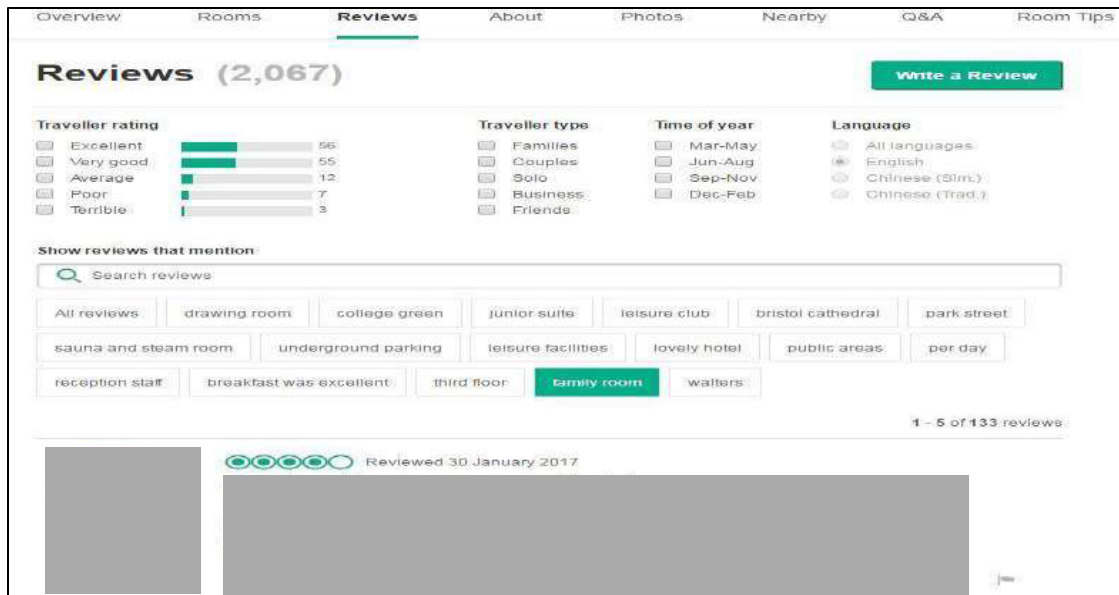 Overview Rooms Reviews About Photos Nearby Q&A Room Tips
Reviews (2,067)
Write a Review
Traveller rating
Excellent 56
Very good 55
Average 12
Poor 7
Terrible 3
Traveller type
Families
Couples
Solo
Business
Friends
Time of year
Mar-May
Jun-Aug
Sep-Nov
Dec-Feb
Language
All languages
English
Chinese (Sim.)
Chinese (Trad.)
Show reviews that mention
Search reviews
All reviews drawing room college green junior suite leisure club bristol cathedral park street
sauna and steam room underground parking leisure facilities lovely hotel public areas per day
reception staff breakfast was excellent third floor family room waiters
1 - 5 of 133 reviews
Reviewed 30 January 2017